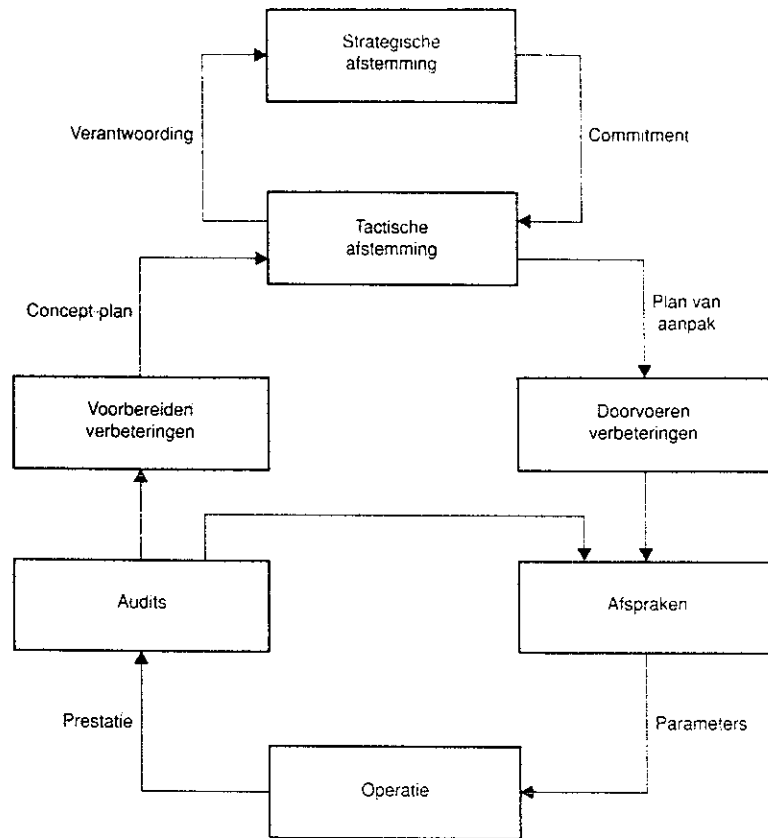 Strategische
afstemming
Verantwoording
Commitment
Tactische
afstemming
Concept-plan
Plan van
aanpak
Voorbereiden
verbeteringen
Doorvoeren
verbeteringen
Audits
Afspraken
Prestatie
Parameters
Operatie